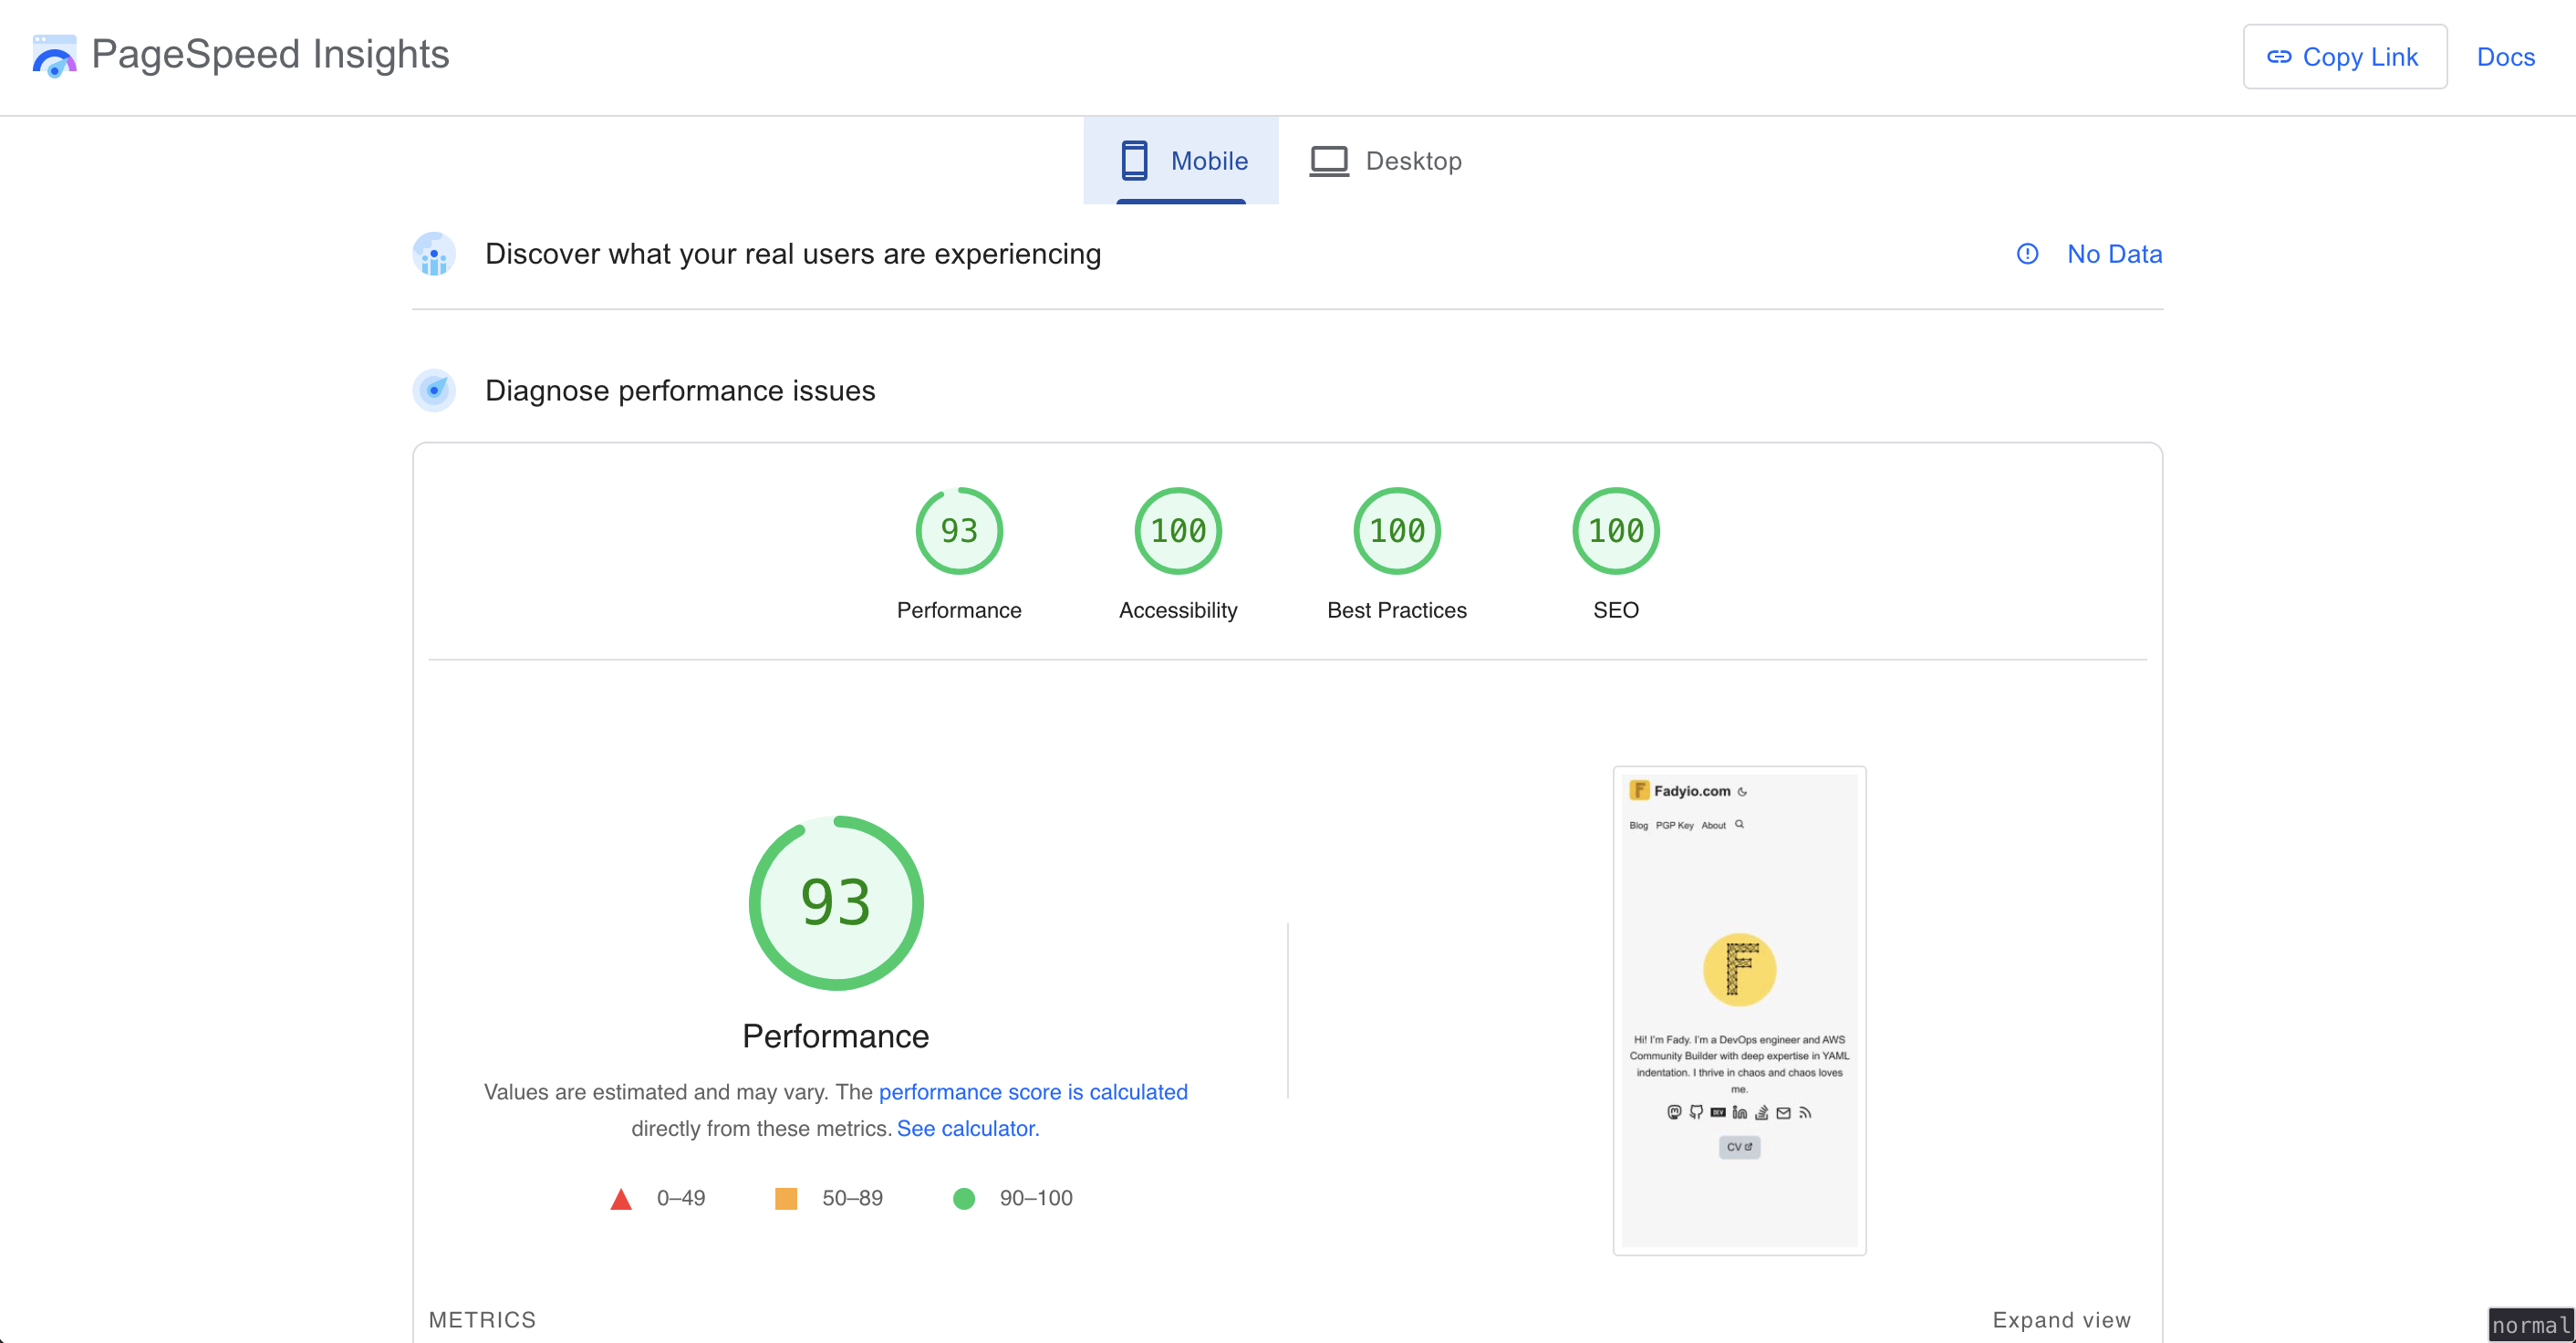 PageSpeed Insights
Copy Link
Docs
Mobile
Desktop
Discover what your real users are experiencing
No Data
Diagnose performance issues
93
100
100
100
Performance
Accessibility
Best Practices
SEO
93
Performance
Values are estimated and may vary. The performance score is calculated
directly from these metrics. See calculator.
0–49
50–89
90–100
F Fadyio.com
Blog PGP Key About
F
Hi! I'm Fady. I'm a DevOps engineer and AWS
Community Builder with deep expertise in YAML
indentation. I thrive in chaos and chaos loves
me.
DEV
CV
METRICS
Expand view
normal